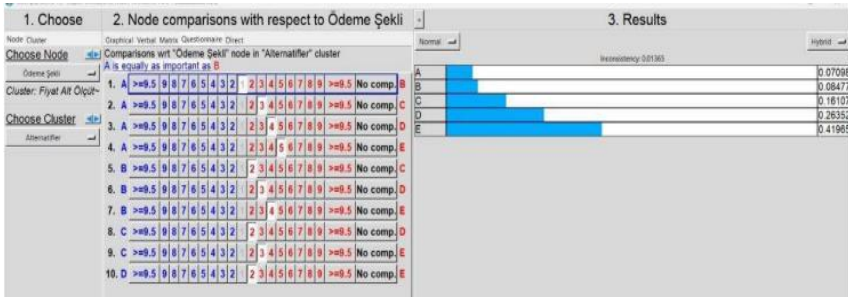 1. Choose
2. Node comparisons with respect to Ödeme Şekli
3. Results
Node Cluster
Choose Node
Ödeme Şekli
Cluster: Fiyat Alt Ölçüt~
Choose Cluster
Alternatifler
Graphical Verbal Matrix Questionnaire Direct
Comparisons wrt "Ödeme Şekli" node in "Alternatifler" cluster
A is equally as important as B
1. A >=9.5 9 8 7 6 5 4 3 2 1 2 3 4 5 6 7 8 9 >=9.5 No comp. B
2. A >=9.5 9 8 7 6 5 4 3 2 1 2 3 4 5 6 7 8 9 >=9.5 No comp. C
3. A >=9.5 9 8 7 6 5 4 3 2 1 2 3 4 5 6 7 8 9 >=9.5 No comp. D
4. A >=9.5 9 8 7 6 5 4 3 2 1 2 3 4 5 6 7 8 9 >=9.5 No comp. E
5. B >=9.5 9 8 7 6 5 4 3 2 1 2 3 4 5 6 7 8 9 >=9.5 No comp. C
6. B >=9.5 9 8 7 6 5 4 3 2 1 2 3 4 5 6 7 8 9 >=9.5 No comp. D
7. B >=9.5 9 8 7 6 5 4 3 2 1 2 3 4 5 6 7 8 9 >=9.5 No comp. E
8. C >=9.5 9 8 7 6 5 4 3 2 1 2 3 4 5 6 7 8 9 >=9.5 No comp. D
9. C >=9.5 9 8 7 6 5 4 3 2 1 2 3 4 5 6 7 8 9 >=9.5 No comp. E
10. D >=9.5 9 8 7 6 5 4 3 2 1 2 3 4 5 6 7 8 9 >=9.5 No comp. E
Normal
Hybrid
Inconsistency: 0.01365
A 0.07098
B 0.08477
C 0.16107
D 0.26352
E 0.41965